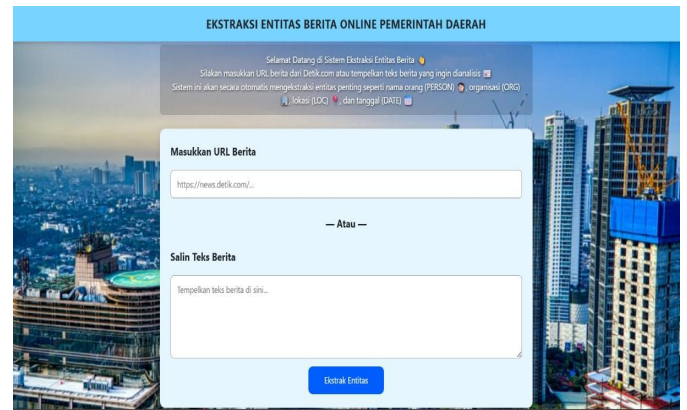 EKSTRAKSI ENTITAS BERITA ONLINE PEMERINTAH DAERAH
Selamat Datang di Sistem Ekstraksi Entitas Berita 👋
Silakan masukkan URL berita dari Detik.com atau tempelkan teks berita yang ingin dianalisis 📰
Sistem ini akan secara otomatis mengekstraksi entitas penting seperti nama orang (PERSON) 🧑, organisasi (ORG)
🏢, lokasi (LOC) 📍, dan tanggal (DATE) 📅
Masukkan URL Berita
https://news.detik.com/...
— Atau —
Salin Teks Berita
Tempelkan teks berita di sini...
Ekstrak Entitas